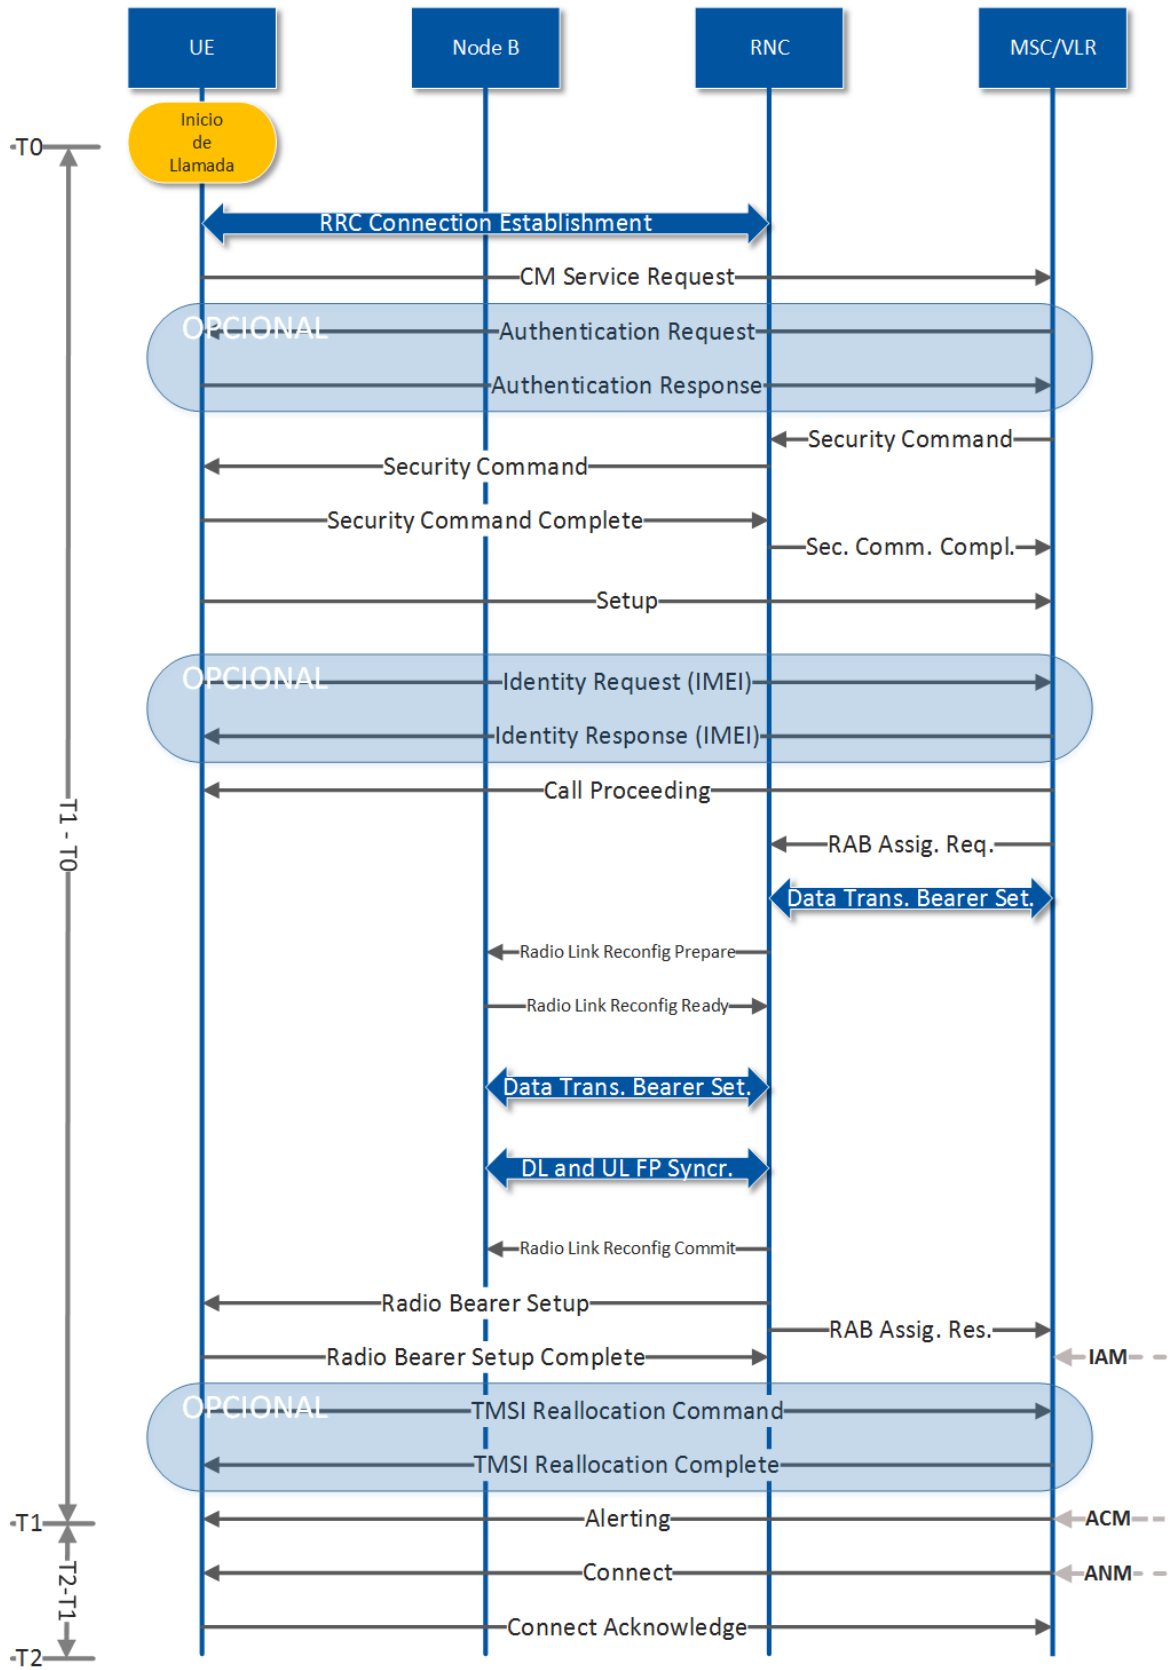 UE
Node B
RNC
MSC/VLR
Inicio
de
Llamada
T0
RRC Connection Establishment
CM Service Request
OPCIONAL
Authentication Request
Authentication Response
Security Command
Security Command
Security Command Complete
Sec. Comm. Compl.
Setup
OPCIONAL
Identity Request (IMEI)
Identity Response (IMEI)
Call Proceeding
T1 - T0
RAB Assig. Req.
Data Trans. Bearer Set.
Radio Link Reconfig Prepare
Radio Link Reconfig Ready
Data Trans. Bearer Set.
DL and UL FP Syncr.
Radio Link Reconfig Commit
Radio Bearer Setup
RAB Assig. Res.
Radio Bearer Setup Complete
IAM
OPCIONAL
TMSI Reallocation Command
TMSI Reallocation Complete
T1
Alerting
ACM
T2-T1
Connect
ANM
Connect Acknowledge
T2